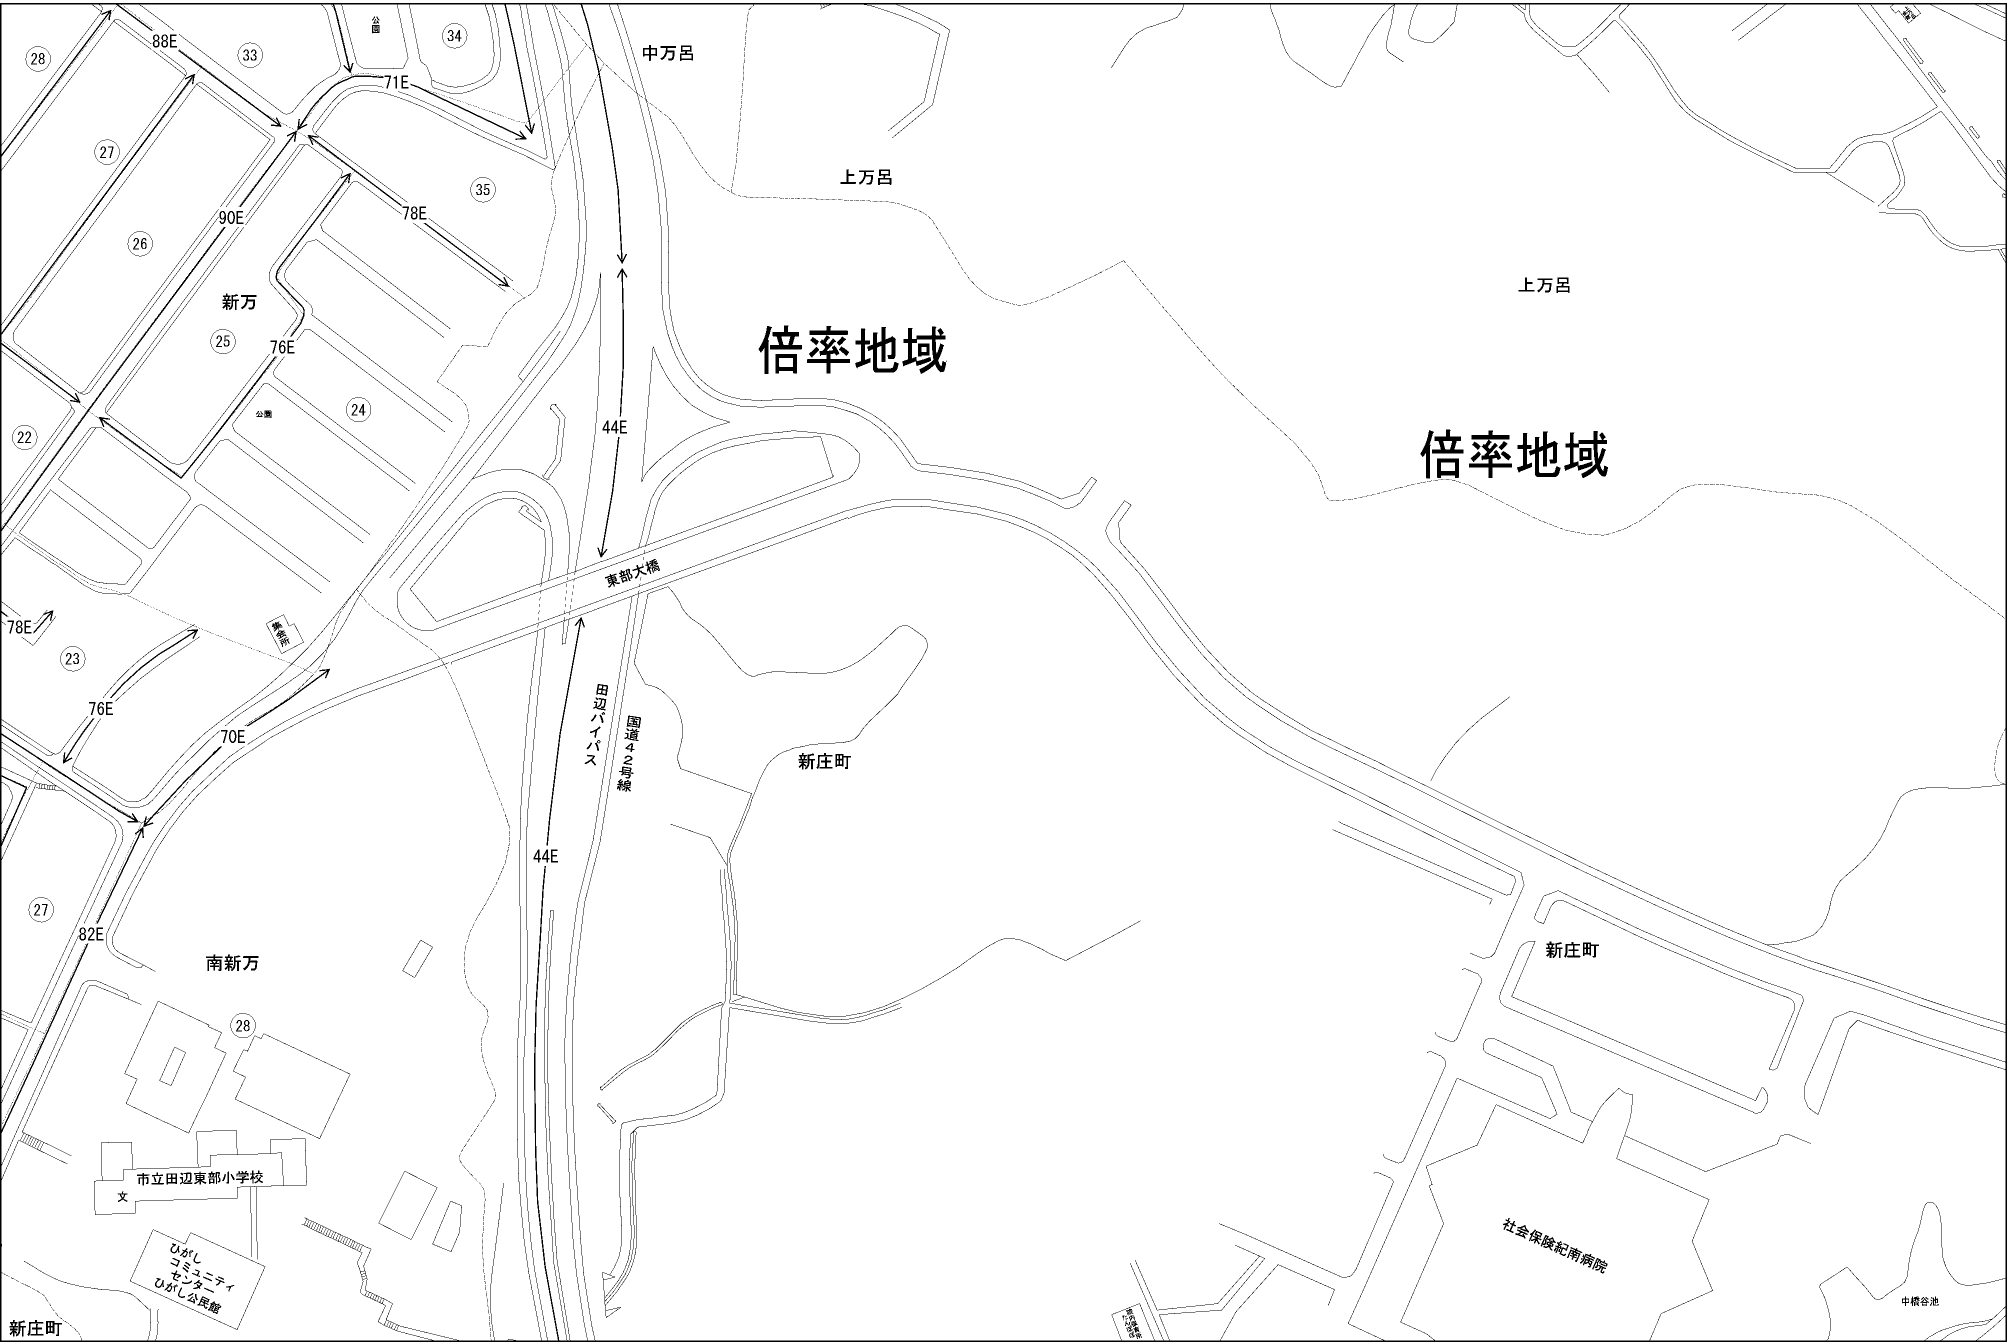 88E
33
公園
34
28
中万呂
71E
27
上万呂
35
90E
78E
26
上万呂
新万
25
76E
倍率地域
24
公園
44E
22
倍率地域
東部大橋
集会所
78E
23
76E
70E
田辺バイパス
国道42号線
新庄町
44E
27
82E
南新万
新庄町
28
市立田辺東部小学校
文
ひがし
コミュニティ
センター
ひがし公民館
社会保険紀南病院
中橋谷池
新庄町